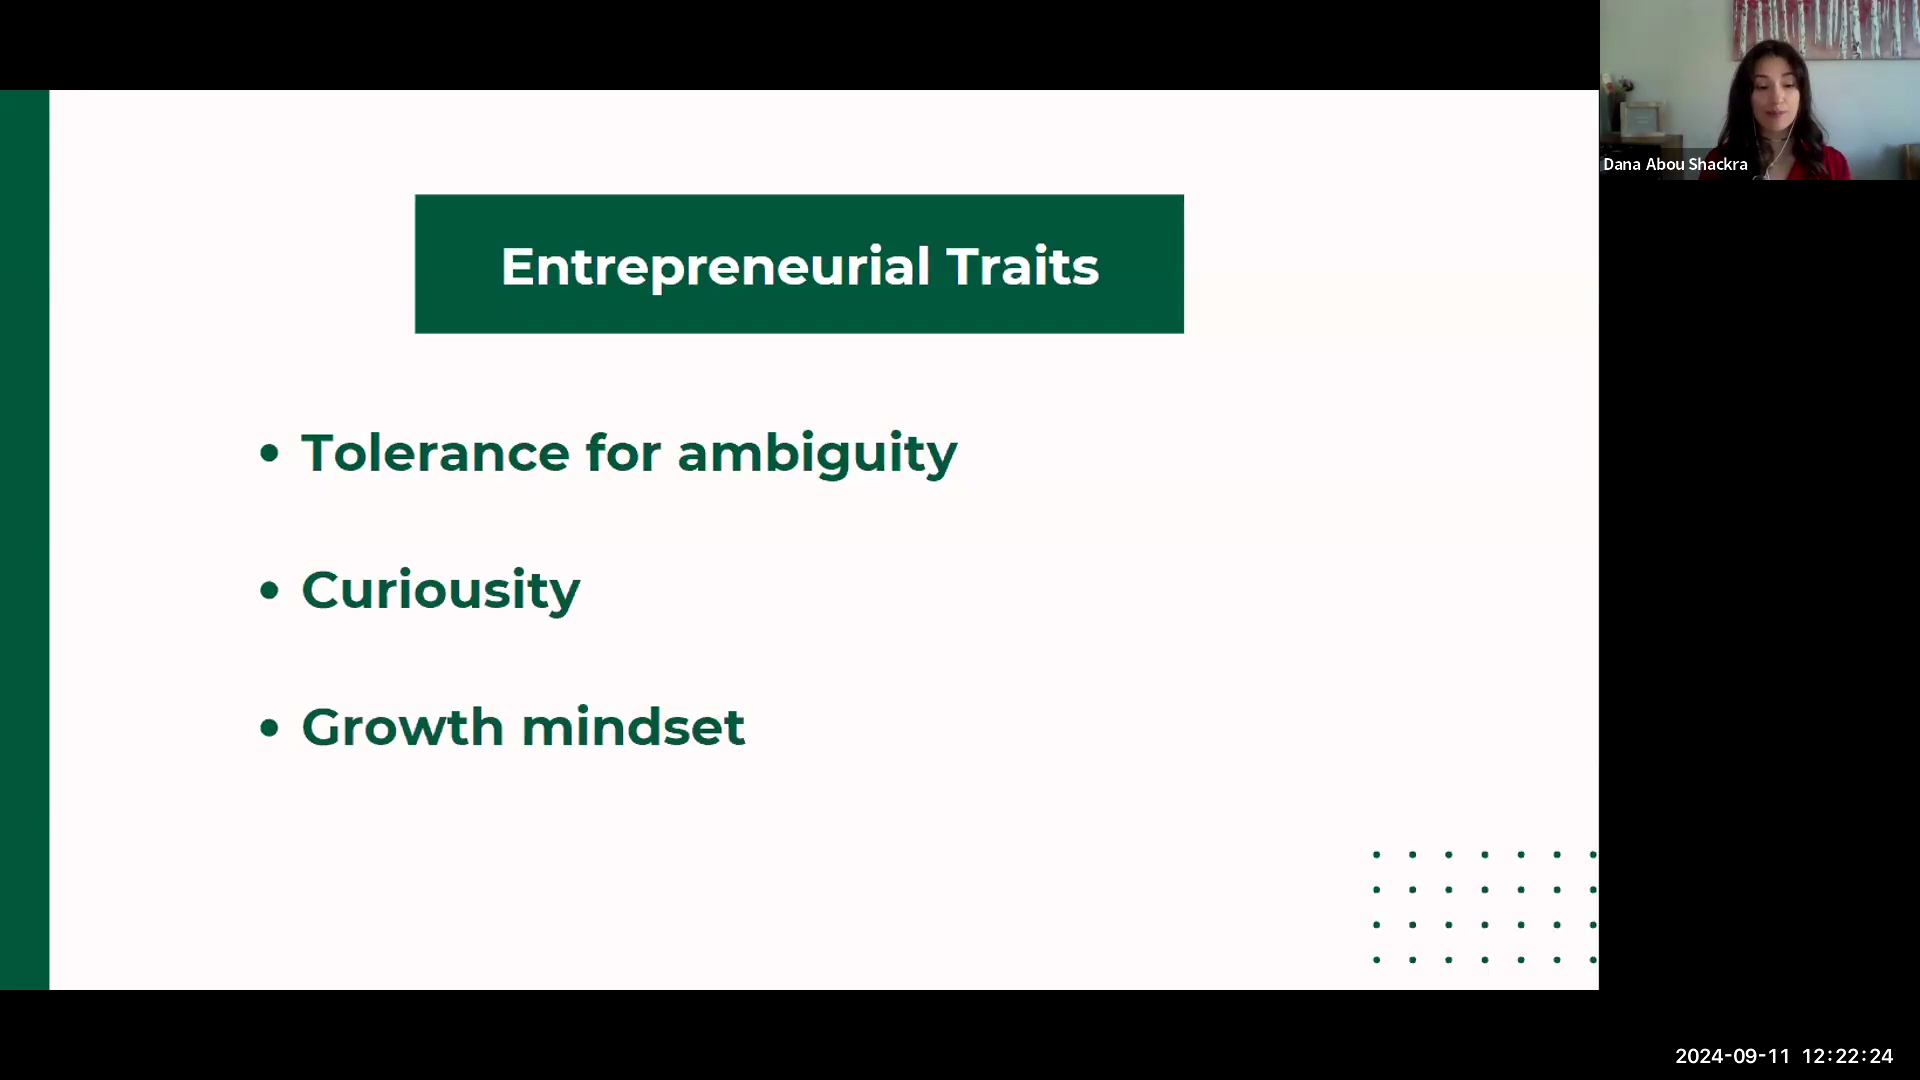 Dana Abou Shackra
Entrepreneurial Traits
• Tolerance for ambiguity
• Curiousity
• Growth mindset
2024-09-11 12:22:24